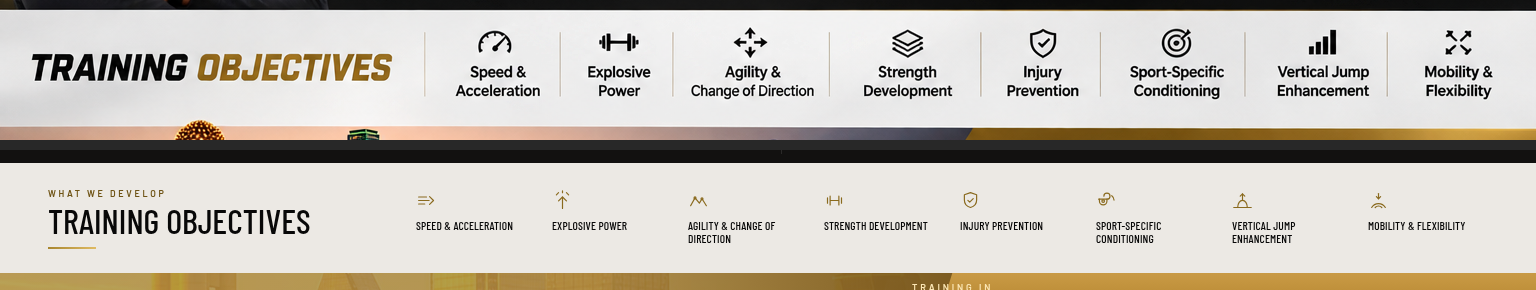 TRAINING OBJECTIVES
Speed &
Acceleration
Explosive
Power
Agility &
Change of Direction
Strength
Development
Injury
Prevention
Sport-Specific
Conditioning
Vertical Jump
Enhancement
Mobility &
Flexibility
WHAT WE DEVELOP
TRAINING OBJECTIVES
SPEED & ACCELERATION
EXPLOSIVE POWER
AGILITY & CHANGE OF
DIRECTION
STRENGTH DEVELOPMENT
INJURY PREVENTION
SPORT-SPECIFIC
CONDITIONING
VERTICAL JUMP
ENHANCEMENT
MOBILITY & FLEXIBILITY
TRAINING IN